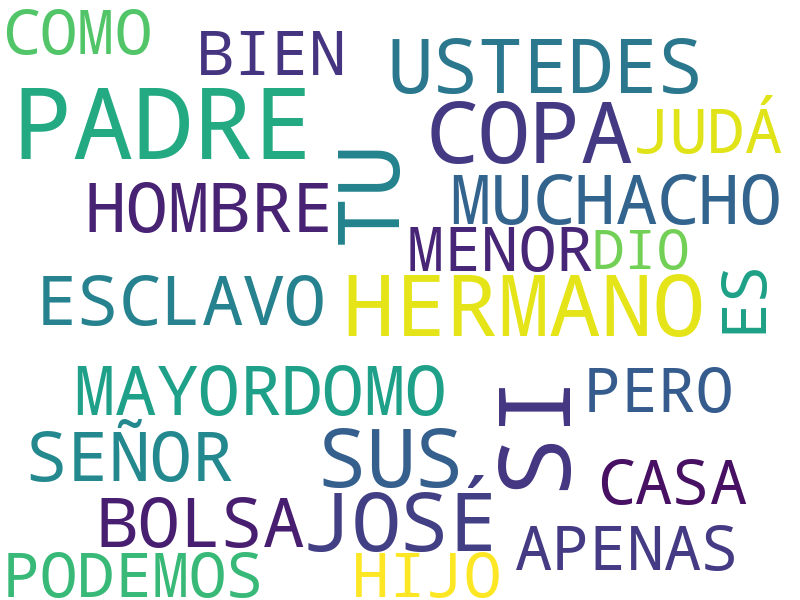 COMO
BIEN
USTEDES
PADRE
COPA
JUDÁ
TU
HOMBRE
MUCHACHO
MENOR
DIO
ESCLAVO
HERMANO
ES
MAYORDOMO
PERO
SI
SEÑOR
SUS
CASA
BOLSA
JOSÉ
APENAS
PODEMOS
HIJO